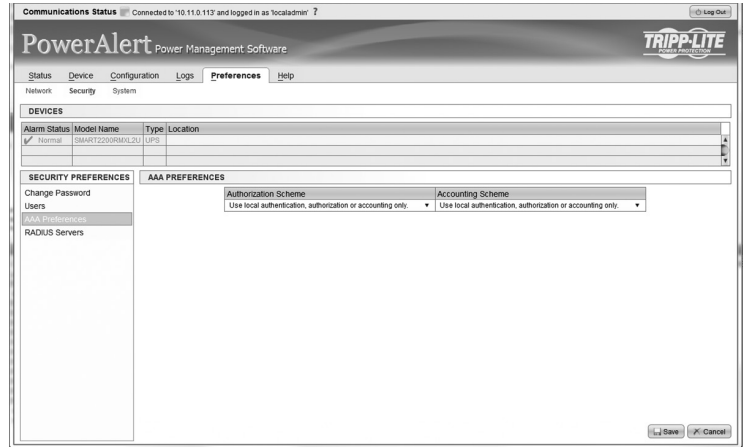 Communications Status Connected to '10.11.0.113' and logged in as 'localadmin' ? Log Out
PowerAlert Power Management Software
TRIPP·LITE
POWER PROTECTION
Status Device Configuration Logs Preferences Help
Network Security System
DEVICES
Alarm Status Model Name Type Location
Normal SMART2200RMXL2U UPS
SECURITY PREFERENCES
Change Password
Users
AAA Preferences
RADIUS Servers
AAA PREFERENCES
Authorization Scheme Accounting Scheme
Use local authentication, authorization or accounting only. Use local authentication, authorization or accounting only.
Save Cancel